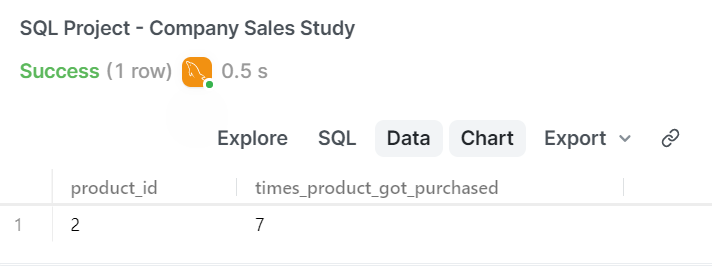 SQL Project - Company Sales Study
Success (1 row) 0.5 s
Explore SQL Data Chart Export
product_id times_product_got_purchased
1 2 7